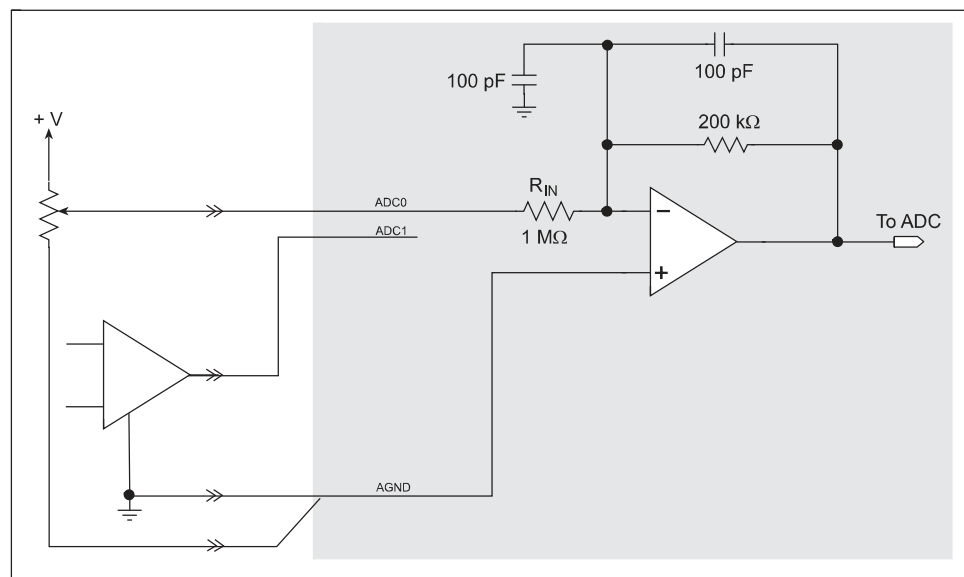 100 pF
100 pF
+ V
200 kΩ
R_IN
ADC0
1 MΩ
−
To ADC
ADC1
+
AGND